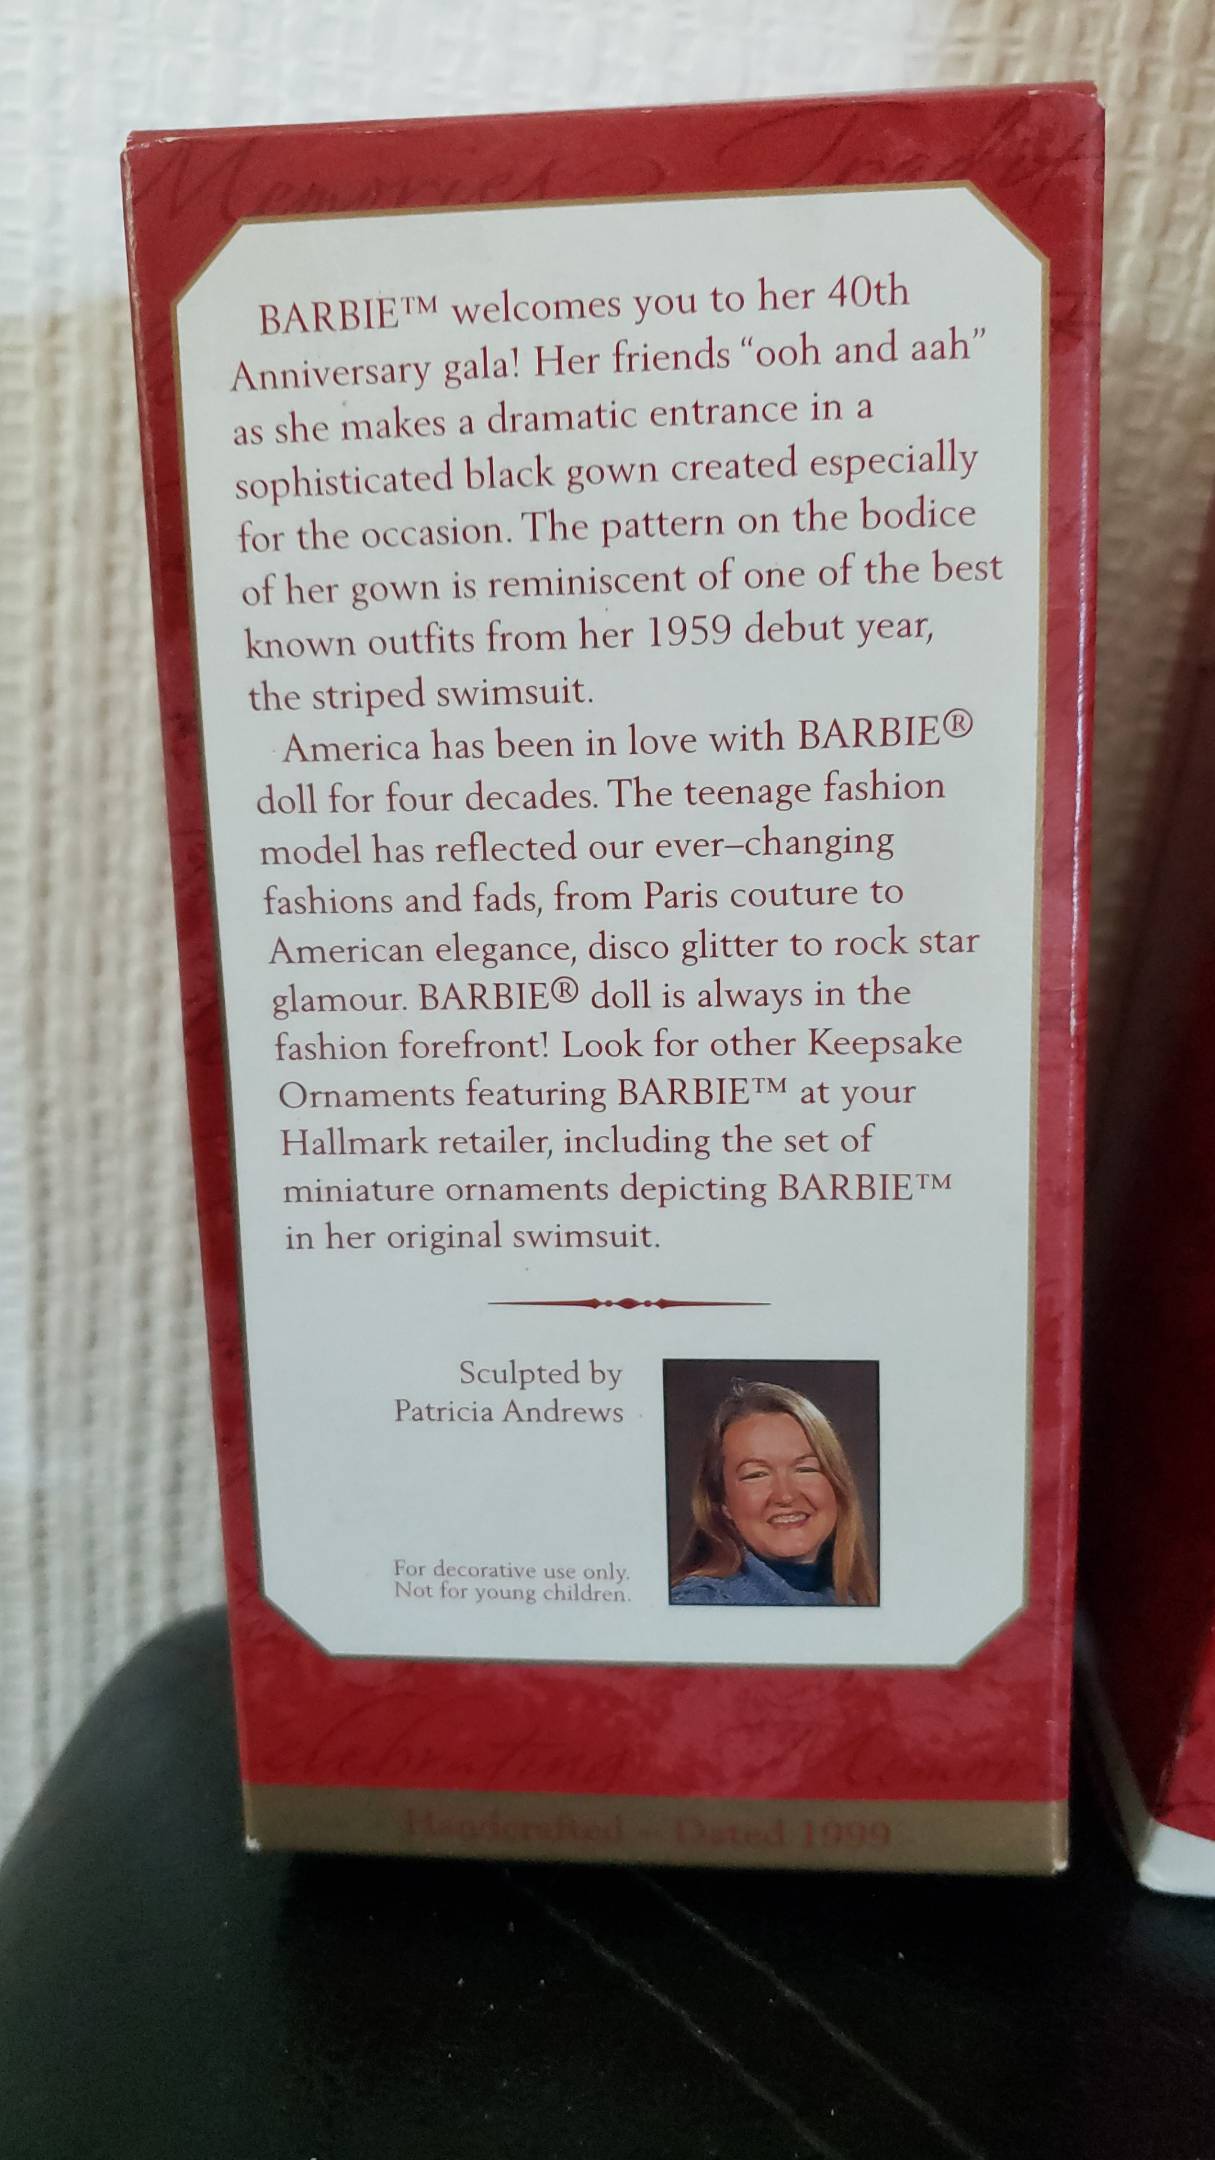 Memories Tradit
BARBIE™ welcomes you to her 40th
Anniversary gala! Her friends “ooh and aah”
as she makes a dramatic entrance in a
sophisticated black gown created especially
for the occasion. The pattern on the bodice
of her gown is reminiscent of one of the best
known outfits from her 1959 debut year,
the striped swimsuit.
America has been in love with BARBIE®
doll for four decades. The teenage fashion
model has reflected our ever–changing
fashions and fads, from Paris couture to
American elegance, disco glitter to rock star
glamour. BARBIE® doll is always in the
fashion forefront! Look for other Keepsake
Ornaments featuring BARBIE™ at your
Hallmark retailer, including the set of
miniature ornaments depicting BARBIE™
in her original swimsuit.
Sculpted by
Patricia Andrews
For decorative use only.
Not for young children.
Handcrafted – Dated 1999